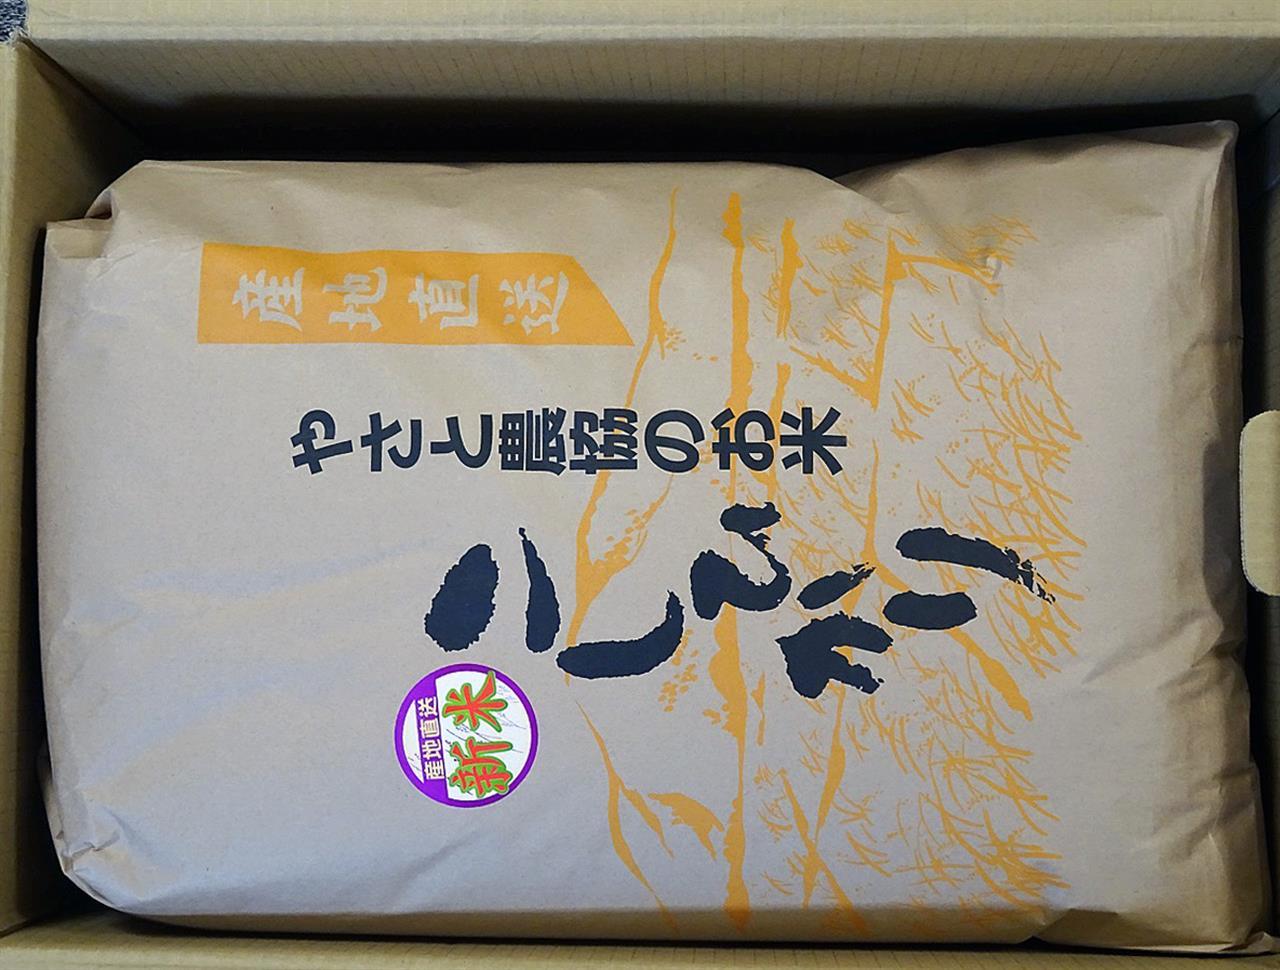 産地直送
やさと農協のお米
こしひかり
産地直送
新米